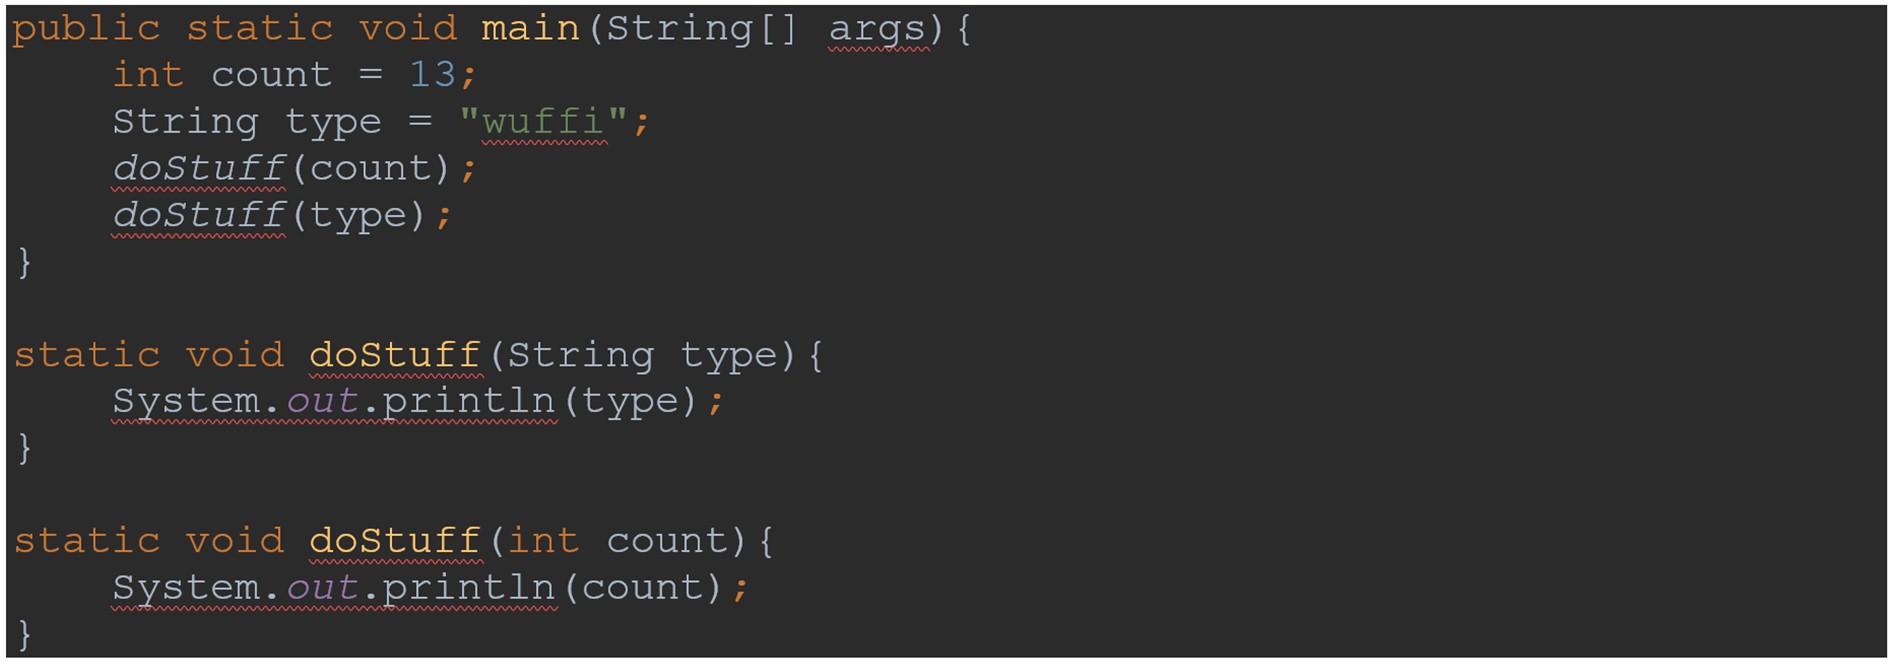 public static void main(String[] args){
    int count = 13;
    String type = "wuffi";
    doStuff(count);
    doStuff(type);
}

static void doStuff(String type){
    System.out.println(type);
}

static void doStuff(int count){
    System.out.println(count);
}